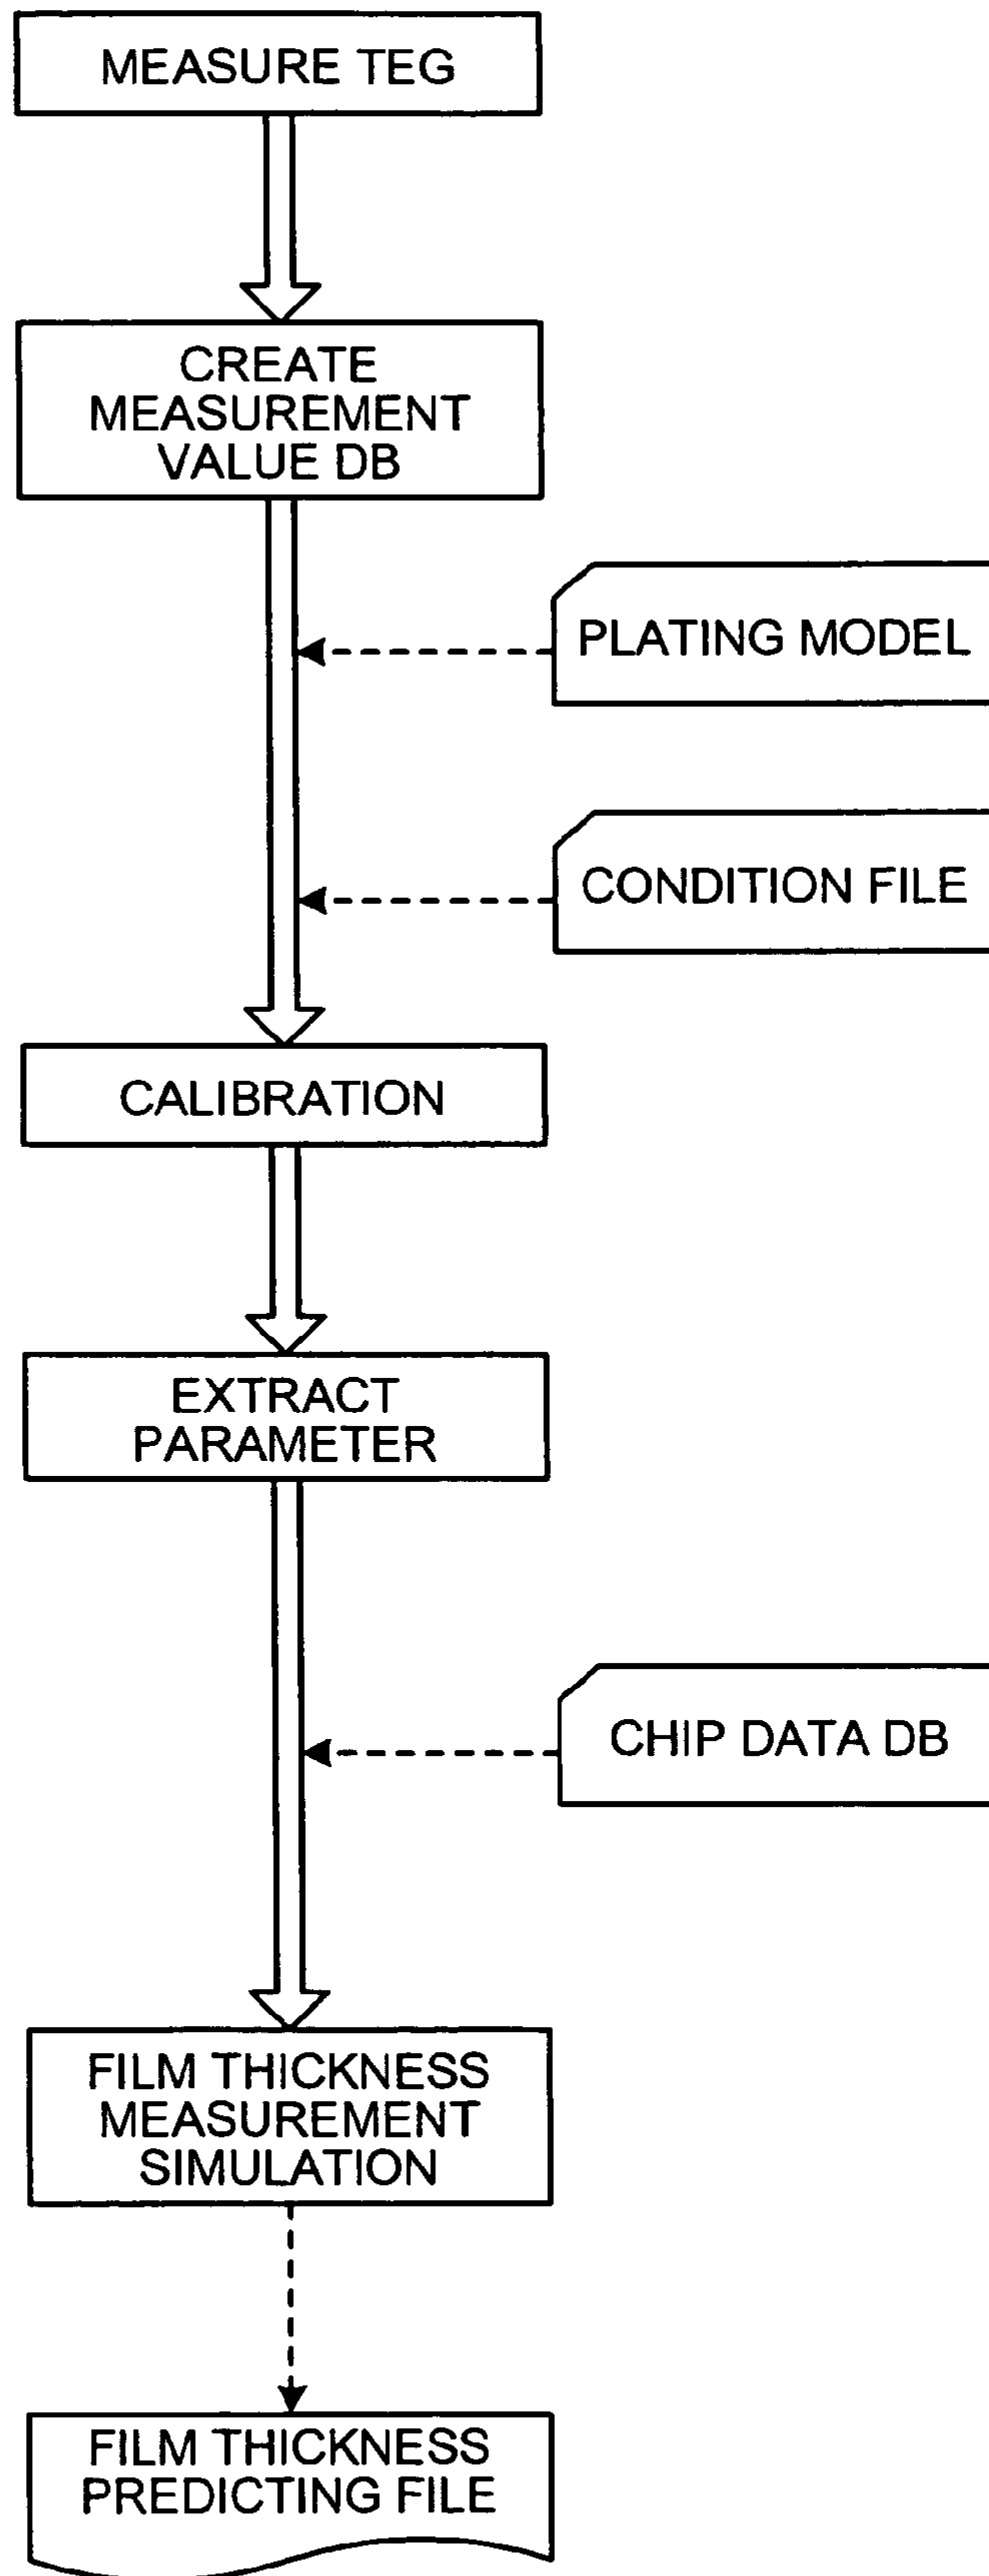 MEASURE TEG
CREATE
MEASUREMENT
VALUE DB
PLATING MODEL
CONDITION FILE
CALIBRATION
EXTRACT
PARAMETER
CHIP DATA DB
FILM THICKNESS
MEASUREMENT
SIMULATION
FILM THICKNESS
PREDICTING FILE